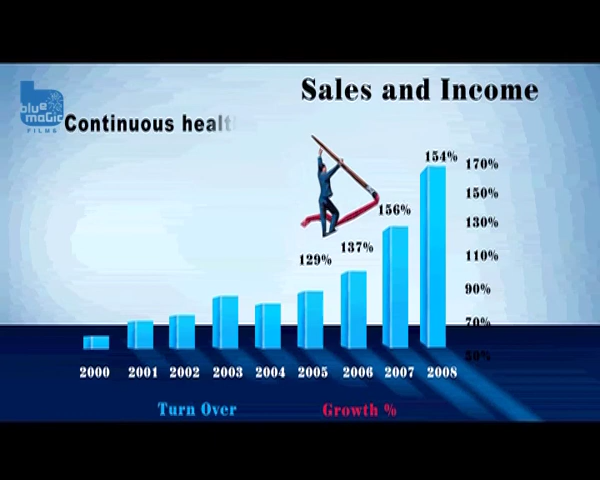 Sales and Income
blue
maGic
FILMS
Continuous healt
154%
170%
150%
156%
130%
137%
129%
110%
90%
70%
50%
2000 2001 2002 2003 2004 2005 2006 2007 2008
Turn Over Growth %